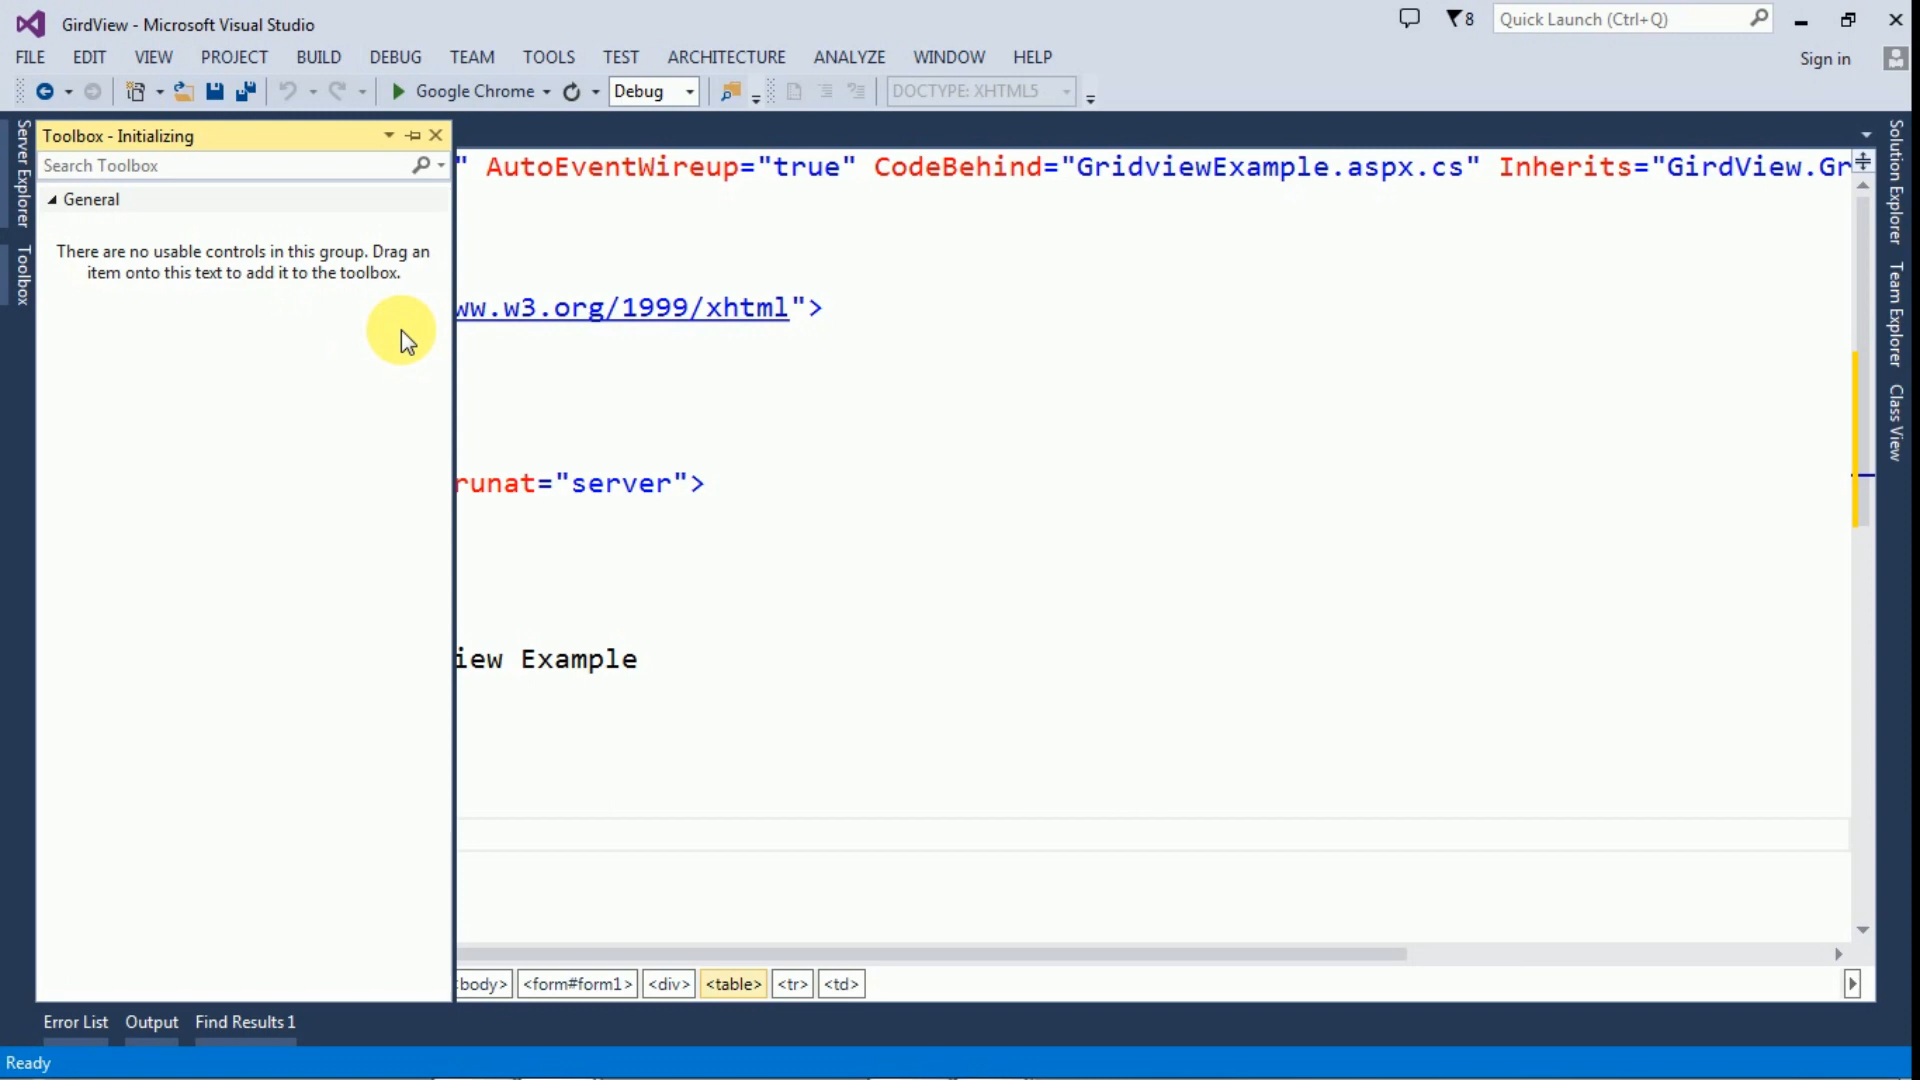 GirdView - Microsoft Visual Studio
8
Quick Launch (Ctrl+Q)
FILE EDIT VIEW PROJECT BUILD DEBUG TEAM TOOLS TEST ARCHITECTURE ANALYZE WINDOW HELP
Sign in
Google Chrome
Debug
DOCTYPE: XHTML5
Server Explorer
Toolbox
Toolbox - Initializing
Search Toolbox
General
There are no usable controls in this group. Drag an
item onto this text to add it to the toolbox.
" AutoEventWireup="true" CodeBehind="GridviewExample.aspx.cs" Inherits="GirdView.Gr
ww.w3.org/1999/xhtml">
runat="server">
iew Example
Solution Explorer
Team Explorer
Class View
body> <form#form1> <div> <table> <tr> <td>
Error List Output Find Results 1
Ready